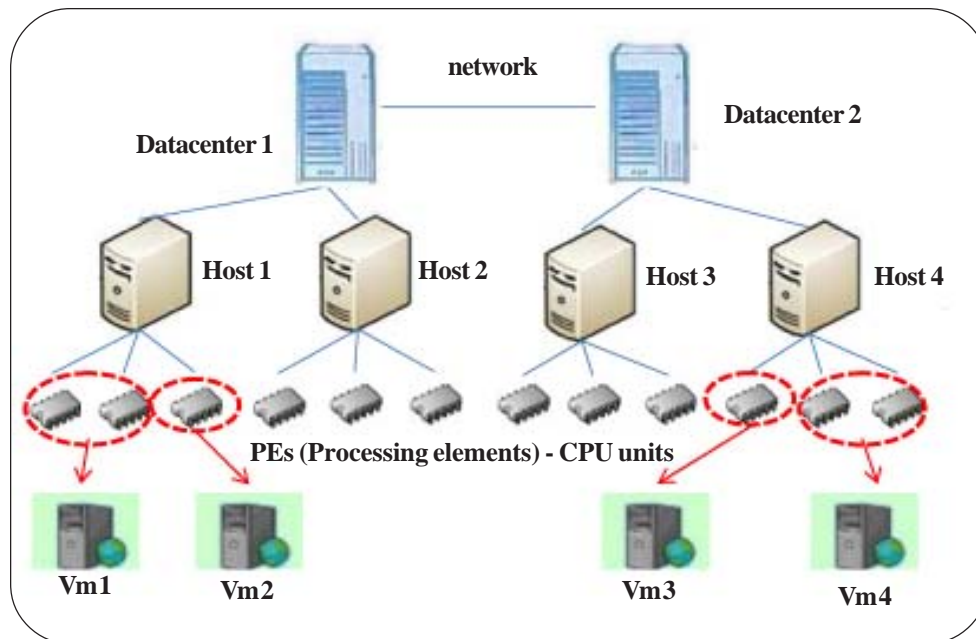 network
Datacenter 1
Datacenter 2
Host 1
Host 2
Host 3
Host 4
PEs (Processing elements) - CPU units
Vm1
Vm2
Vm3
Vm4